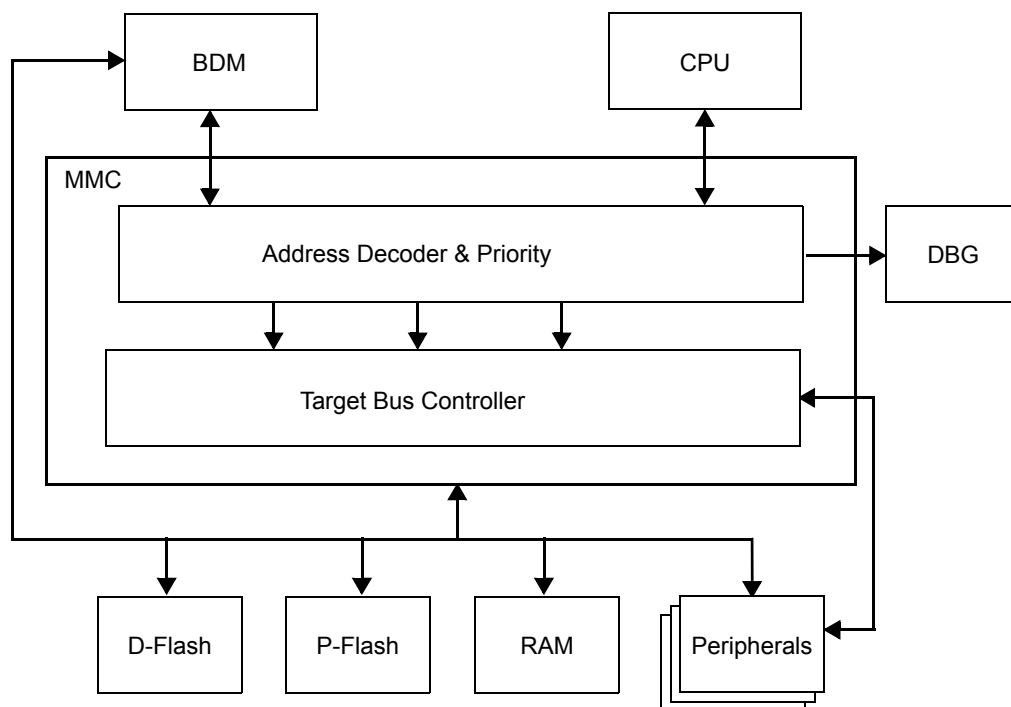 BDM
CPU
MMC
Address Decoder & Priority
DBG
Target Bus Controller
D-Flash
P-Flash
RAM
Peripherals